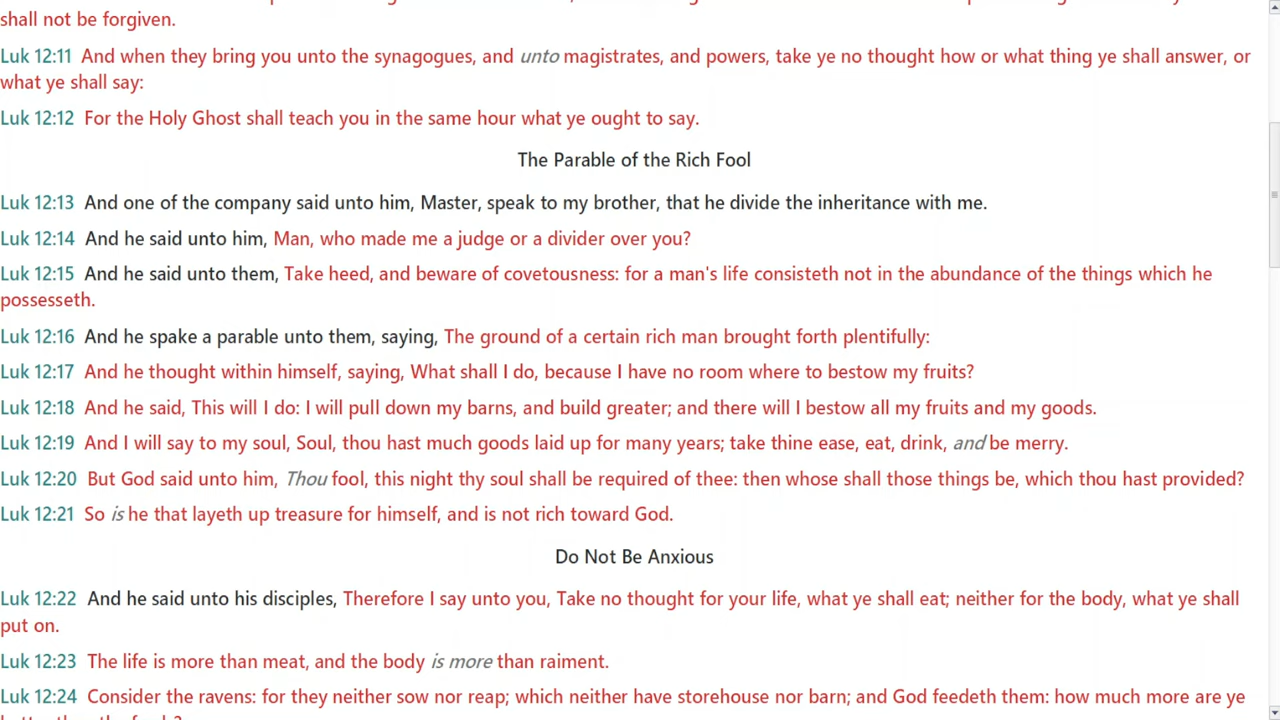 shall not be forgiven.
Luk 12:11 And when they bring you unto the synagogues, and unto magistrates, and powers, take ye no thought how or what thing ye shall answer, or
what ye shall say:
Luk 12:12 For the Holy Ghost shall teach you in the same hour what ye ought to say.
The Parable of the Rich Fool
Luk 12:13 And one of the company said unto him, Master, speak to my brother, that he divide the inheritance with me.
Luk 12:14 And he said unto him, Man, who made me a judge or a divider over you?
Luk 12:15 And he said unto them, Take heed, and beware of covetousness: for a man's life consisteth not in the abundance of the things which he
possesseth.
Luk 12:16 And he spake a parable unto them, saying, The ground of a certain rich man brought forth plentifully:
Luk 12:17 And he thought within himself, saying, What shall I do, because I have no room where to bestow my fruits?
Luk 12:18 And he said, This will I do: I will pull down my barns, and build greater; and there will I bestow all my fruits and my goods.
Luk 12:19 And I will say to my soul, Soul, thou hast much goods laid up for many years; take thine ease, eat, drink, and be merry.
Luk 12:20 But God said unto him, Thou fool, this night thy soul shall be required of thee: then whose shall those things be, which thou hast provided?
Luk 12:21 So is he that layeth up treasure for himself, and is not rich toward God.
Do Not Be Anxious
Luk 12:22 And he said unto his disciples, Therefore I say unto you, Take no thought for your life, what ye shall eat; neither for the body, what ye shall
put on.
Luk 12:23 The life is more than meat, and the body is more than raiment.
Luk 12:24 Consider the ravens: for they neither sow nor reap; which neither have storehouse nor barn; and God feedeth them: how much more are ye